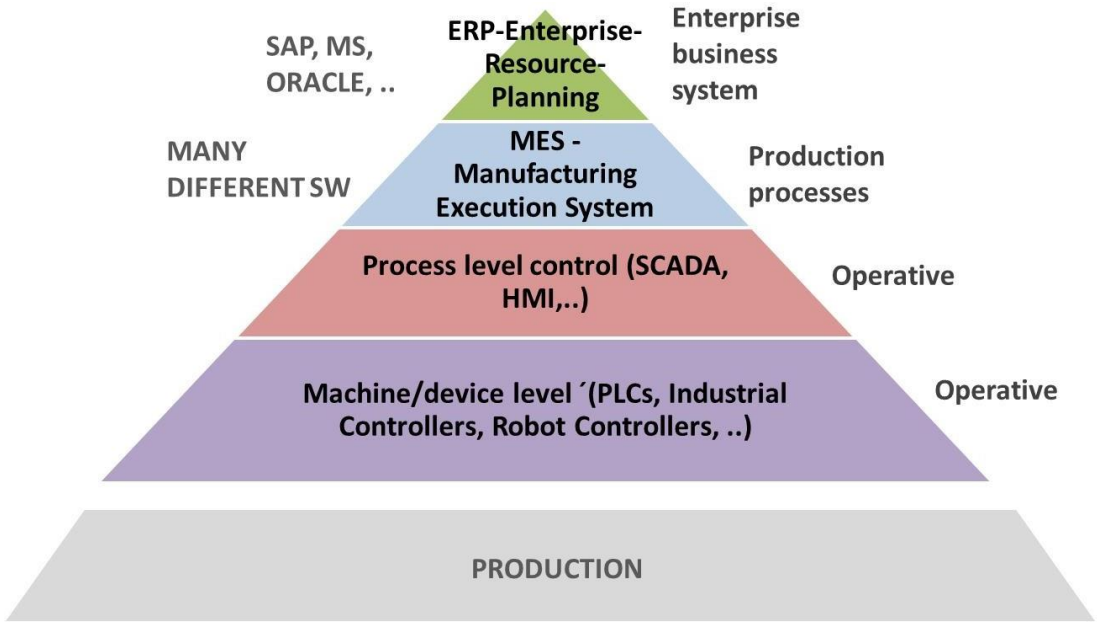 SAP, MS,
ORACLE, ..
ERP-Enterprise-
Resource-
Planning
Enterprise
business
system
MANY
DIFFERENT SW
MES -
Manufacturing
Execution System
Production
processes
Process level control (SCADA,
HMI,..)
Operative
Machine/device level ´(PLCs, Industrial
Controllers, Robot Controllers, ..)
Operative
PRODUCTION